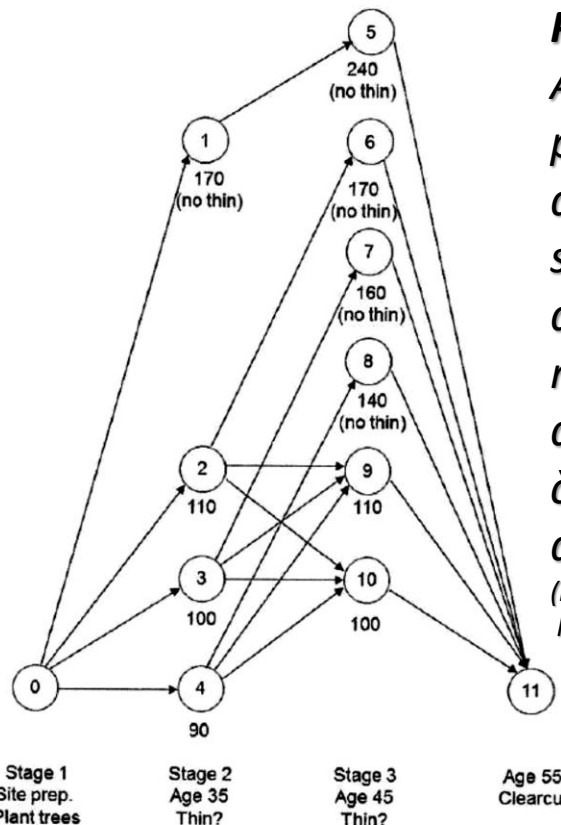 5
240
(no thin)
1
170
(no thin)
6
170
(no thin)
7
160
(no thin)
8
140
(no thin)
2
110
9
110
3
100
10
100
0
4
90
11
Stage 1
Site prep.
Plant trees
Stage 2
Age 35
Thin?
Stage 3
Age 45
Thin?
Age 55
Clearcu